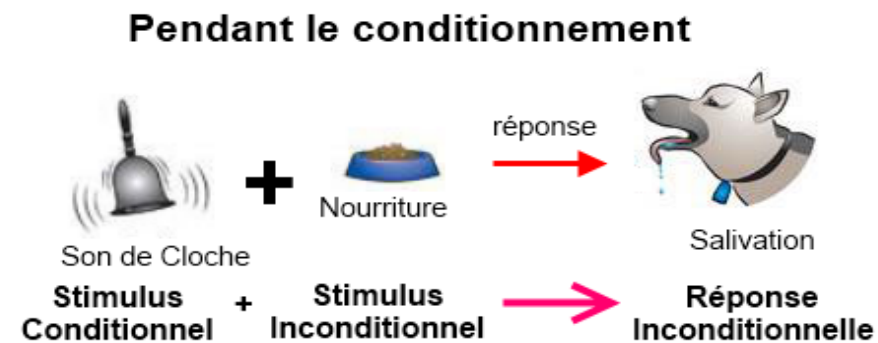 Pendant le conditionnement
réponse
+
Nourriture
Son de Cloche
Salivation
Stimulus Conditionnel + Stimulus Inconditionnel Réponse Inconditionnelle